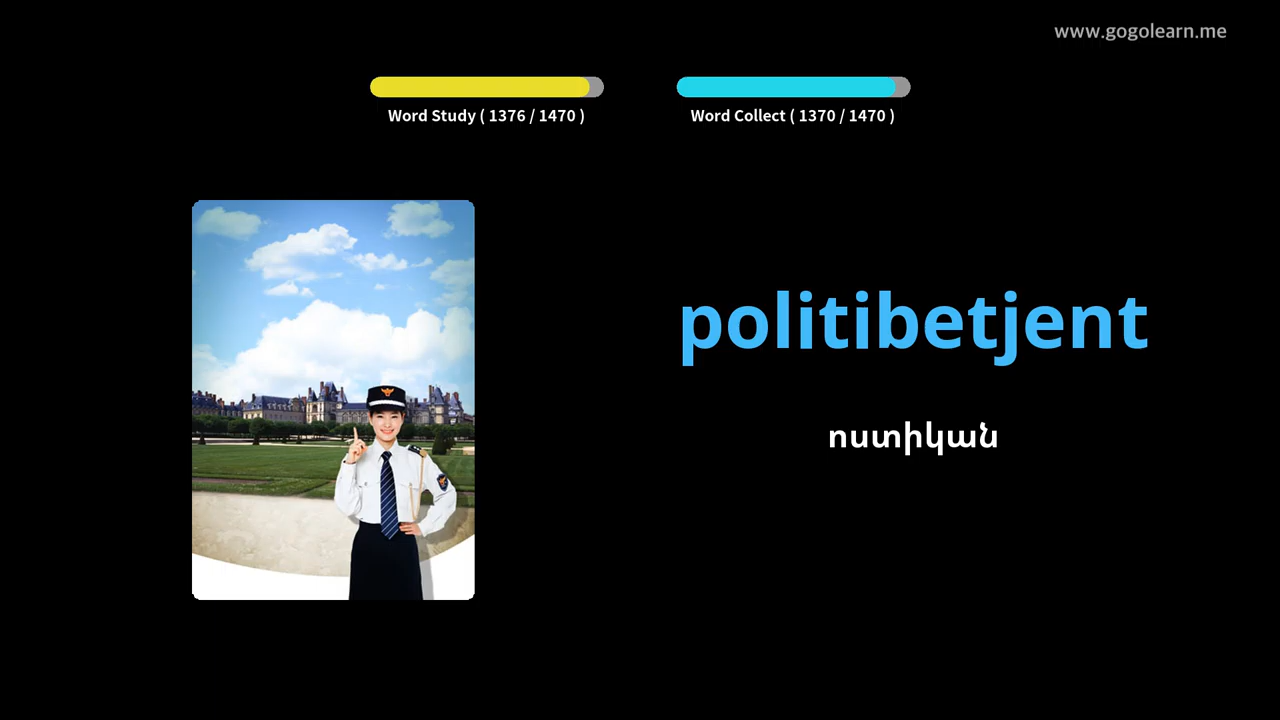 www.gogolearn.me
Word Study ( 1376 / 1470 )
Word Collect ( 1370 / 1470 )
politibetjent
ոստիկան